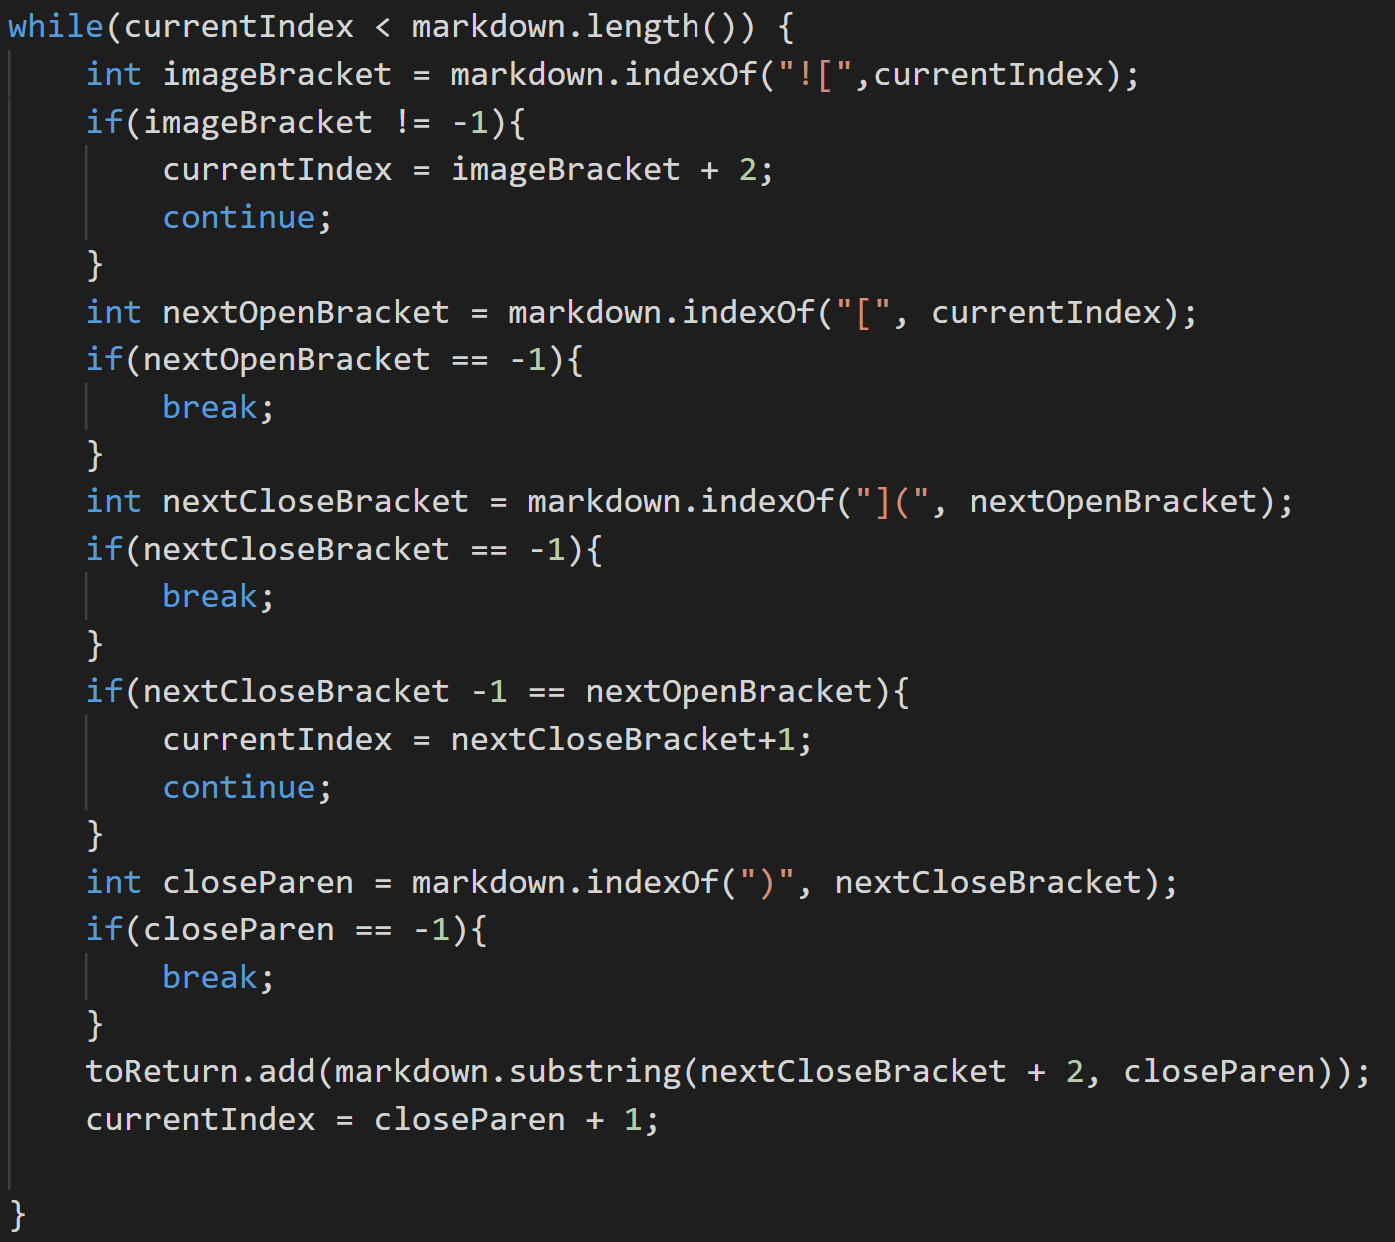 while(currentIndex < markdown.length()) {
    int imageBracket = markdown.indexOf("![",currentIndex);
    if(imageBracket != -1){
        currentIndex = imageBracket + 2;
        continue;
    }
    int nextOpenBracket = markdown.indexOf("[", currentIndex);
    if(nextOpenBracket == -1){
        break;
    }
    int nextCloseBracket = markdown.indexOf("](", nextOpenBracket);
    if(nextCloseBracket == -1){
        break;
    }
    if(nextCloseBracket -1 == nextOpenBracket){
        currentIndex = nextCloseBracket+1;
        continue;
    }
    int closeParen = markdown.indexOf(")", nextCloseBracket);
    if(closeParen == -1){
        break;
    }
    toReturn.add(markdown.substring(nextCloseBracket + 2, closeParen));
    currentIndex = closeParen + 1;

}